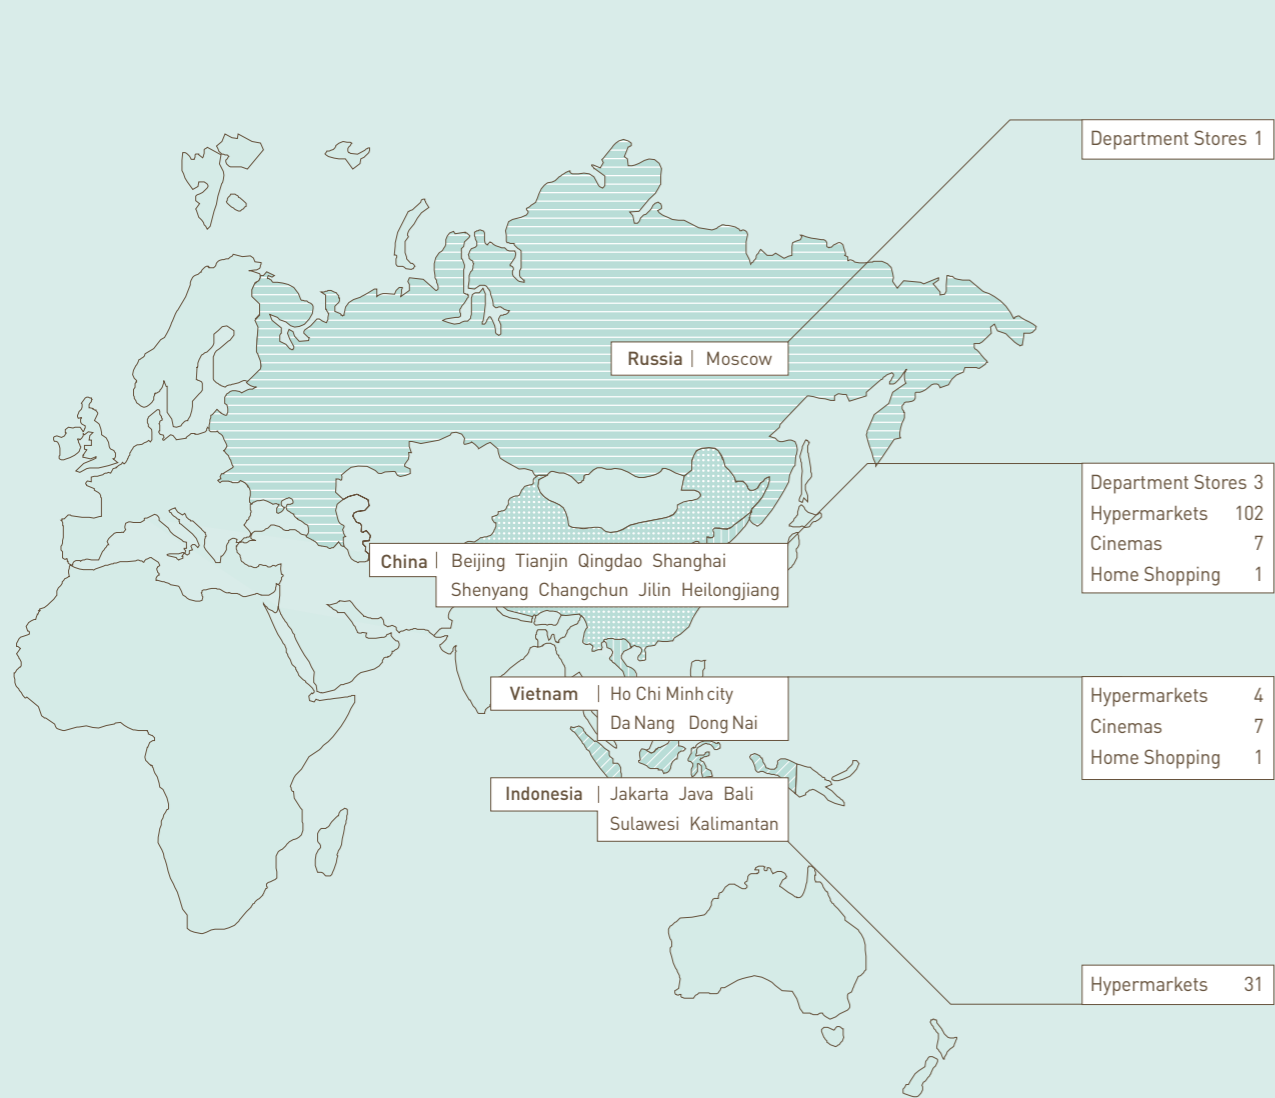 Department Stores 1
Russia | Moscow
Department Stores 3
Hypermarkets 102
Cinemas 7
Home Shopping 1
China | Beijing Tianjin Qingdao Shanghai
Shenyang Changchun Jilin Heilongjiang
Vietnam | Ho Chi Minh city
Da Nang Dong Nai
Hypermarkets 4
Cinemas 7
Home Shopping 1
Indonesia | Jakarta Java Bali
Sulawesi Kalimantan
Hypermarkets 31